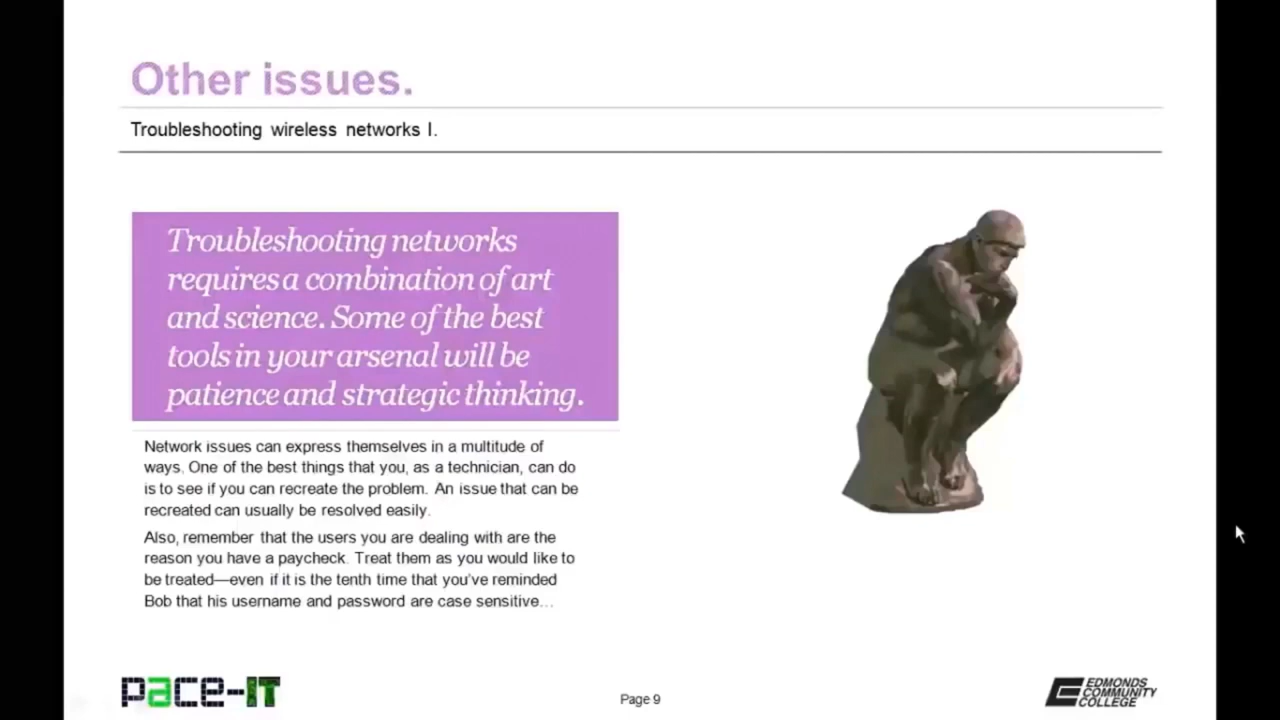 Other issues.
Troubleshooting wireless networks I.
Troubleshooting networks
requires a combination of art
and science. Some of the best
tools in your arsenal will be
patience and strategic thinking.
Network issues can express themselves in a multitude of
ways. One of the best things that you, as a technician, can do
is to see if you can recreate the problem. An issue that can be
recreated can usually be resolved easily.
Also, remember that the users you are dealing with are the
reason you have a paycheck. Treat them as you would like to
be treated—even if it is the tenth time that you've reminded
Bob that his username and password are case sensitive…
pace-IT
Page 9
EDMONDS
COMMUNITY
COLLEGE